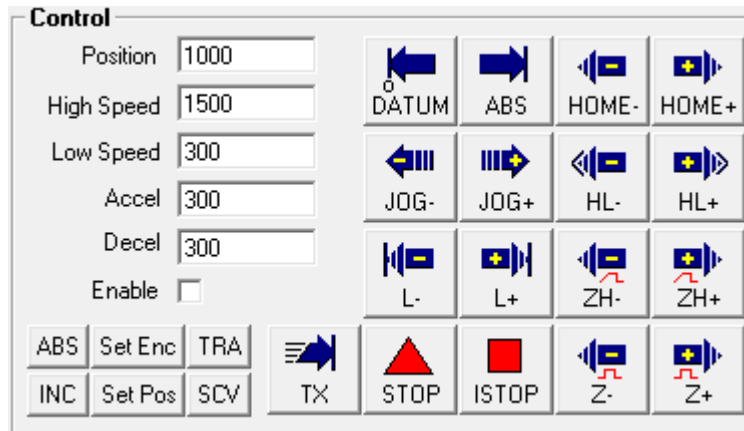 Control
Position 1000
High Speed 1500
Low Speed 300
Accel 300
Decel 300
Enable
DATUM ABS HOME- HOME+
JOG- JOG+ HL- HL+
L- L+ ZH- ZH+
ABS Set Enc TRA
INC Set Pos SCV
TX STOP ISTOP Z- Z+